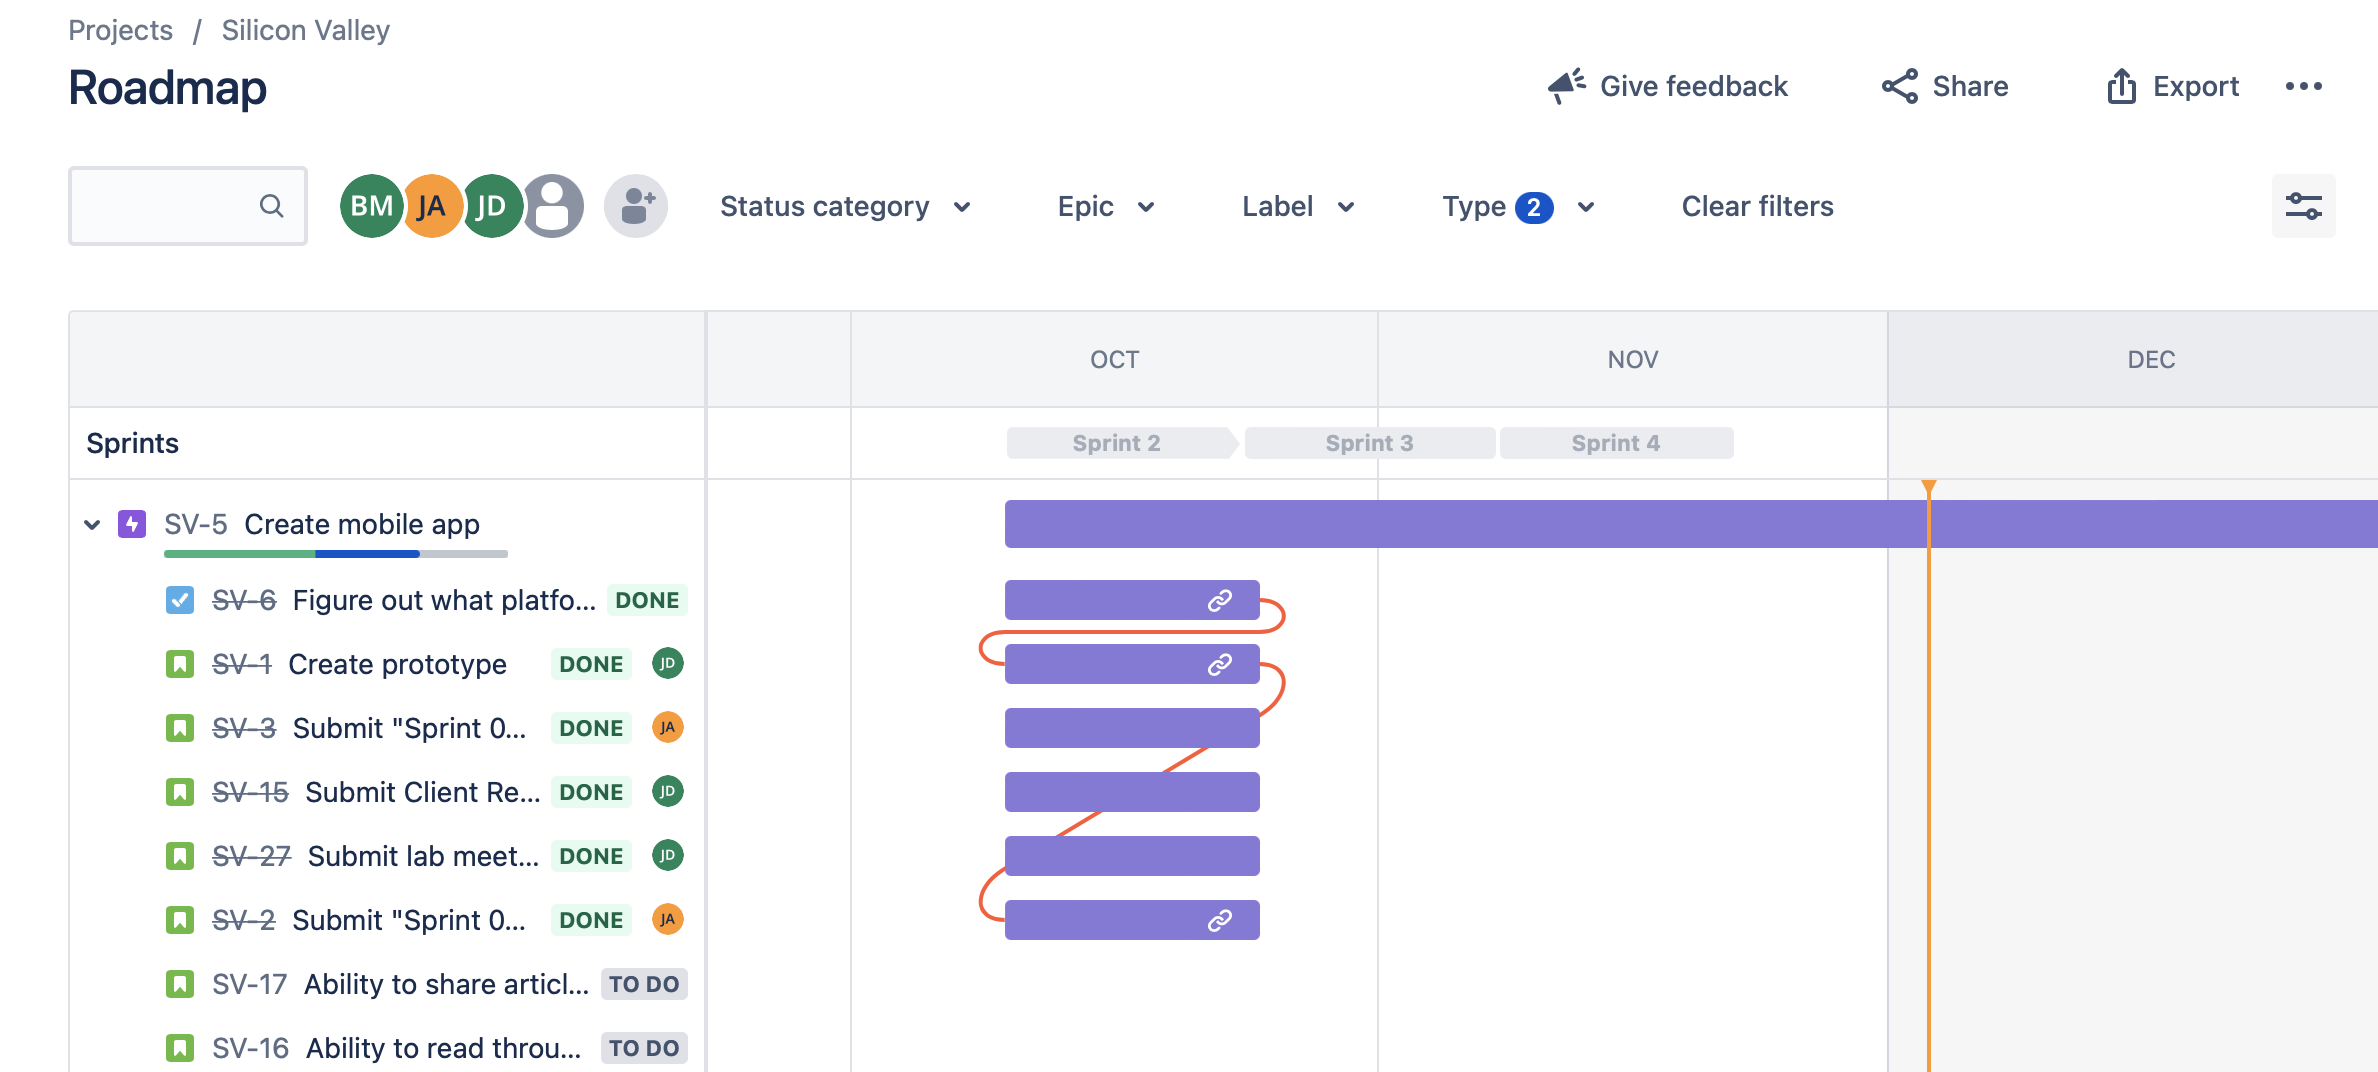 Projects / Silicon Valley
Roadmap
Give feedback
Share
Export
BM JA JD
Status category
Epic
Label
Type 2
Clear filters
OCT NOV DEC
Sprints
Sprint 2 Sprint 3 Sprint 4
SV-5 Create mobile app
SV-6 Figure out what platfo... DONE
SV-1 Create prototype DONE JD
SV-3 Submit "Sprint 0... DONE JA
SV-15 Submit Client Re... DONE JD
SV-27 Submit lab meet... DONE JD
SV-2 Submit "Sprint 0... DONE JA
SV-17 Ability to share articl... TO DO
SV-16 Ability to read throu... TO DO